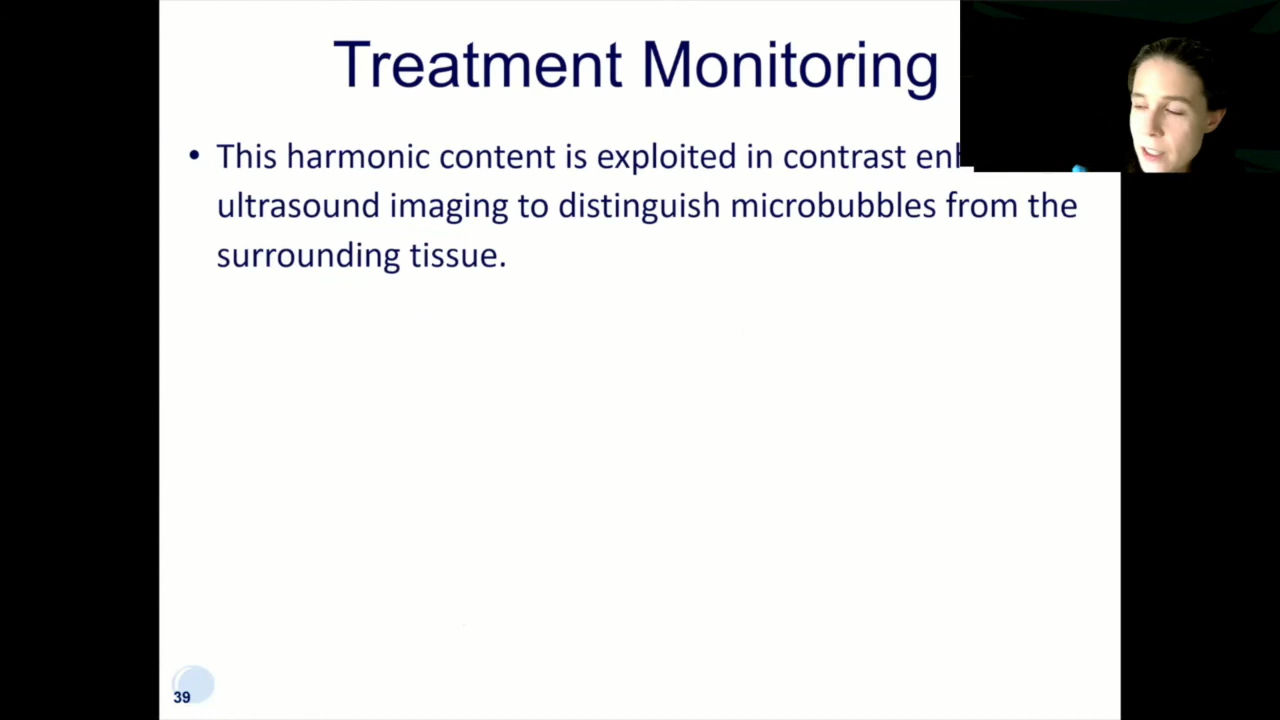 Treatment Monitoring
• This harmonic content is exploited in contrast
ultrasound imaging to distinguish microbubbles from the
surrounding tissue.
39